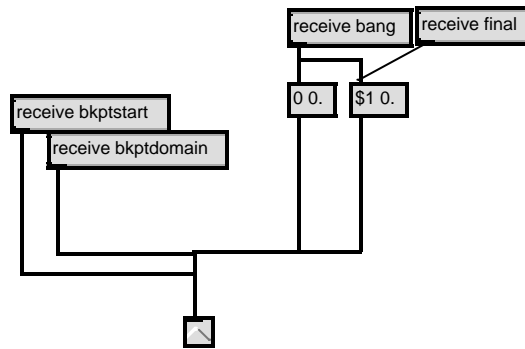 receive bang
receive final
0 0.
$1 0.
receive bkptstart
receive bkptdomain